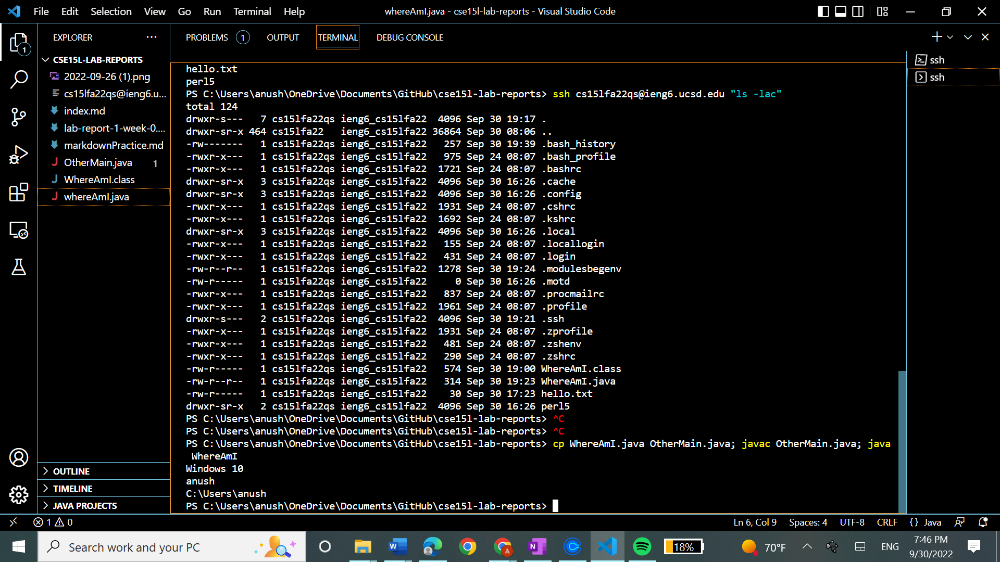 File Edit Selection View Go Run Terminal Help
whereAmI.java - cse15l-lab-reports - Visual Studio Code
EXPLORER
1
CSE15L-LAB-REPORTS
2022-09-26 (1).png
cs15lfa22qs@ieng6.u...
index.md
lab-report-1-week-0....
markdownPractice.md
OtherMain.java 1
WhereAmI.class
whereAmI.java
OUTLINE
TIMELINE
JAVA PROJECTS
PROBLEMS 1 OUTPUT TERMINAL DEBUG CONSOLE
ssh
ssh
hello.txt
perl5
PS C:\Users\anush\OneDrive\Documents\GitHub\cse15l-lab-reports> ssh cs15lfa22qs@ieng6.ucsd.edu "ls -lac"
total 124
drwxr-s--- 7 cs15lfa22qs ieng6_cs15lfa22 4096 Sep 30 19:17 .
drwxr-sr-x 464 cs15lfa22 ieng6_cs15lfa22 36864 Sep 30 08:06 ..
-rw------- 1 cs15lfa22qs ieng6_cs15lfa22 257 Sep 30 19:39 .bash_history
-rwxr-x--- 1 cs15lfa22qs ieng6_cs15lfa22 975 Sep 24 08:07 .bash_profile
-rwxr-x--- 1 cs15lfa22qs ieng6_cs15lfa22 1721 Sep 24 08:07 .bashrc
drwxr-sr-x 3 cs15lfa22qs ieng6_cs15lfa22 4096 Sep 30 16:26 .cache
drwxr-sr-x 3 cs15lfa22qs ieng6_cs15lfa22 4096 Sep 30 16:26 .config
-rwxr-x--- 1 cs15lfa22qs ieng6_cs15lfa22 1931 Sep 24 08:07 .cshrc
-rwxr-x--- 1 cs15lfa22qs ieng6_cs15lfa22 1692 Sep 24 08:07 .kshrc
drwxr-sr-x 3 cs15lfa22qs ieng6_cs15lfa22 4096 Sep 30 16:26 .local
-rwxr-x--- 1 cs15lfa22qs ieng6_cs15lfa22 155 Sep 24 08:07 .locallogin
-rwxr-x--- 1 cs15lfa22qs ieng6_cs15lfa22 431 Sep 24 08:07 .login
-rw-r--r-- 1 cs15lfa22qs ieng6_cs15lfa22 1278 Sep 30 19:24 .modulesbegenv
-rw-r----- 1 cs15lfa22qs ieng6_cs15lfa22 0 Sep 30 16:26 .motd
-rwxr-x--- 1 cs15lfa22qs ieng6_cs15lfa22 837 Sep 24 08:07 .procmailrc
-rwxr-x--- 1 cs15lfa22qs ieng6_cs15lfa22 1961 Sep 24 08:07 .profile
drwxr-s--- 2 cs15lfa22qs ieng6_cs15lfa22 4096 Sep 30 19:21 .ssh
-rwxr-x--- 1 cs15lfa22qs ieng6_cs15lfa22 1931 Sep 24 08:07 .zprofile
-rwxr-x--- 1 cs15lfa22qs ieng6_cs15lfa22 481 Sep 24 08:07 .zshenv
-rwxr-x--- 1 cs15lfa22qs ieng6_cs15lfa22 290 Sep 24 08:07 .zshrc
-rw-r----- 1 cs15lfa22qs ieng6_cs15lfa22 574 Sep 30 19:00 WhereAmI.class
-rw-r--r-- 1 cs15lfa22qs ieng6_cs15lfa22 314 Sep 30 19:23 WhereAmI.java
-rw-r----- 1 cs15lfa22qs ieng6_cs15lfa22 30 Sep 30 17:23 hello.txt
drwxr-sr-x 2 cs15lfa22qs ieng6_cs15lfa22 4096 Sep 30 16:26 perl5
PS C:\Users\anush\OneDrive\Documents\GitHub\cse15l-lab-reports> ^C
PS C:\Users\anush\OneDrive\Documents\GitHub\cse15l-lab-reports> ^C
PS C:\Users\anush\OneDrive\Documents\GitHub\cse15l-lab-reports> cp WhereAmI.java OtherMain.java; javac OtherMain.java; java
WhereAmI
Windows 10
anush
C:\Users\anush
PS C:\Users\anush\OneDrive\Documents\GitHub\cse15l-lab-reports>
1 0
Ln 6, Col 9 Spaces: 4 UTF-8 CRLF {} Java
Search work and your PC
W
A
N
18%
70°F
ENG
7:46 PM
9/30/2022